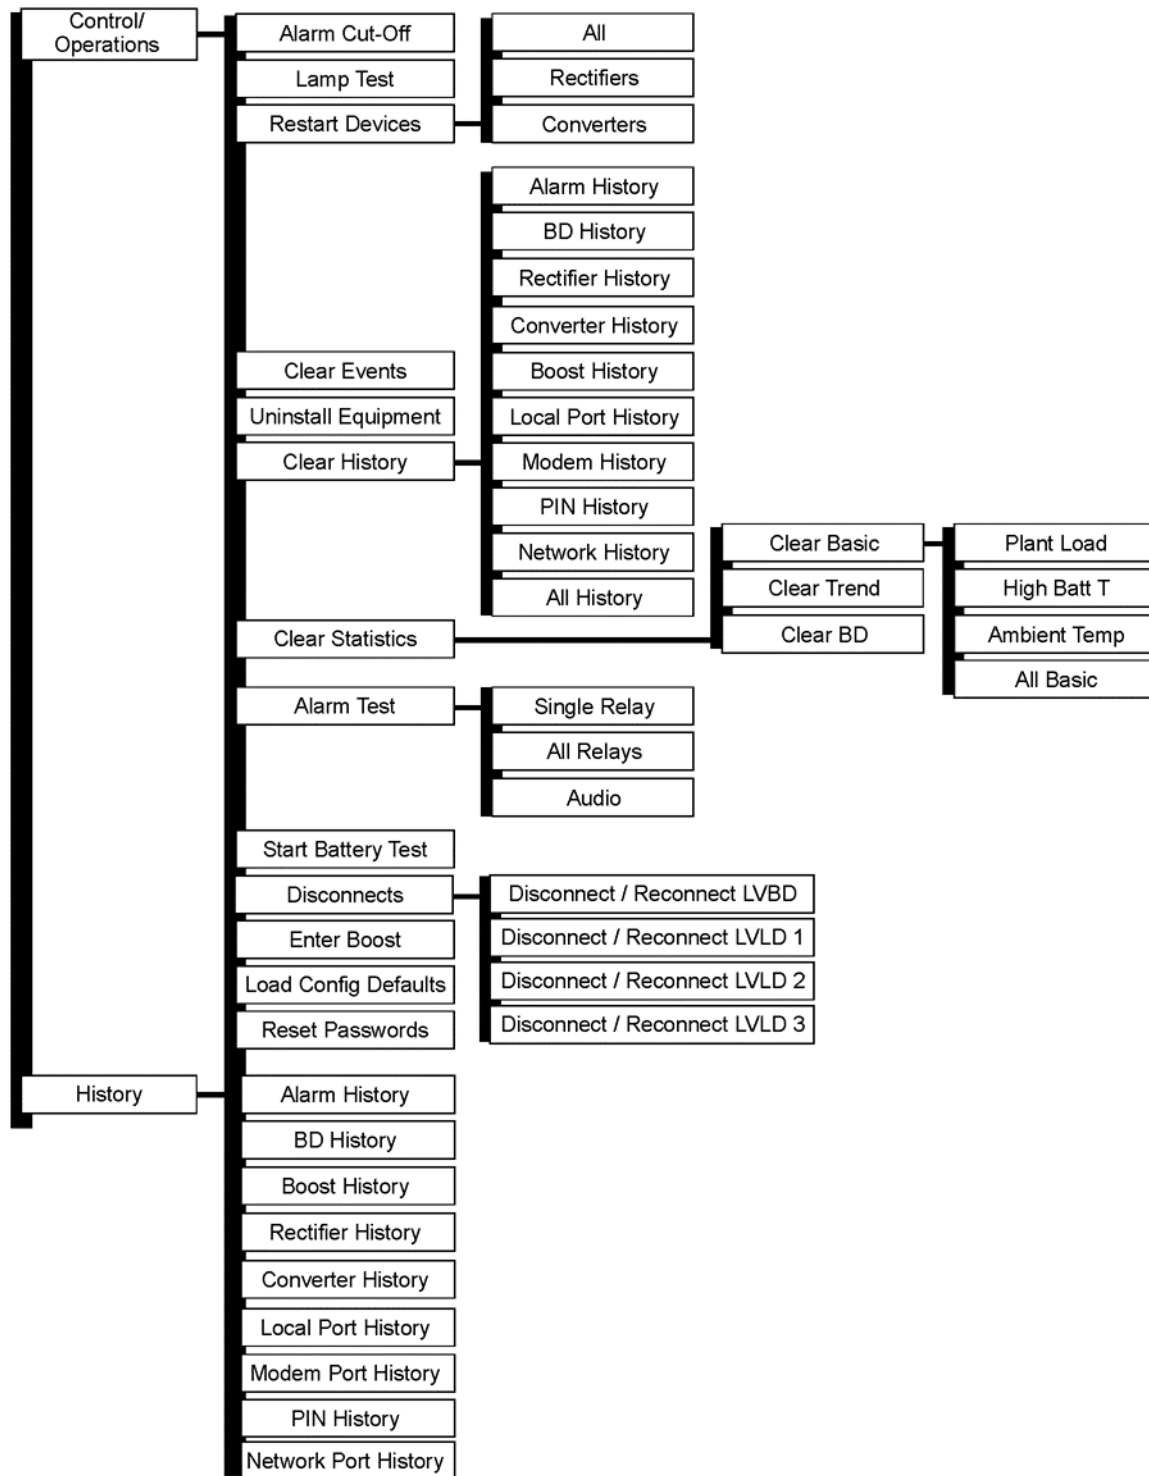 Control/
Operations
Alarm Cut-Off
All
Lamp Test
Rectifiers
Restart Devices
Converters
Alarm History
BD History
Rectifier History
Converter History
Clear Events
Boost History
Uninstall Equipment
Local Port History
Clear History
Modem History
PIN History
Network History
All History
Clear Statistics
Clear Basic
Plant Load
Clear Trend
High Batt T
Clear BD
Ambient Temp
All Basic
Alarm Test
Single Relay
All Relays
Audio
Start Battery Test
Disconnects
Disconnect / Reconnect LVBD
Enter Boost
Disconnect / Reconnect LVLD 1
Load Config Defaults
Disconnect / Reconnect LVLD 2
Reset Passwords
Disconnect / Reconnect LVLD 3
History
Alarm History
BD History
Boost History
Rectifier History
Converter History
Local Port History
Modem Port History
PIN History
Network Port History